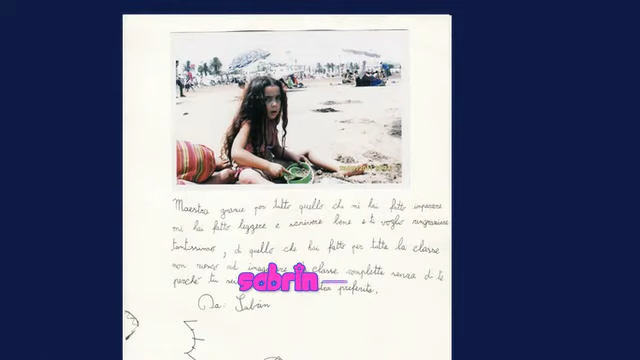 Maestra grazie per tutto quello che mi hai fatto imparare
mi hai fatto leggere e scrivere bene e ti voglio ringraziare
tantissimo, di quello che hai fatto per tutta la classe
non riesco ad classe completa senza di te
perché tu sei preferita.
Da: Sabrin
sabrin